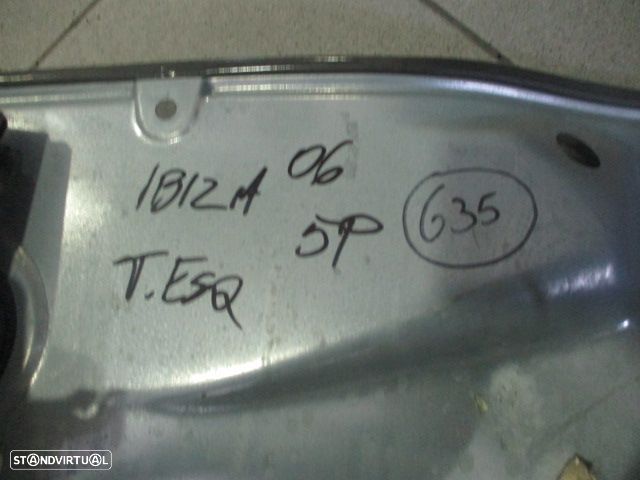 IBIZA 06
5P 635
T.ESQ
STANDVIRTUAL